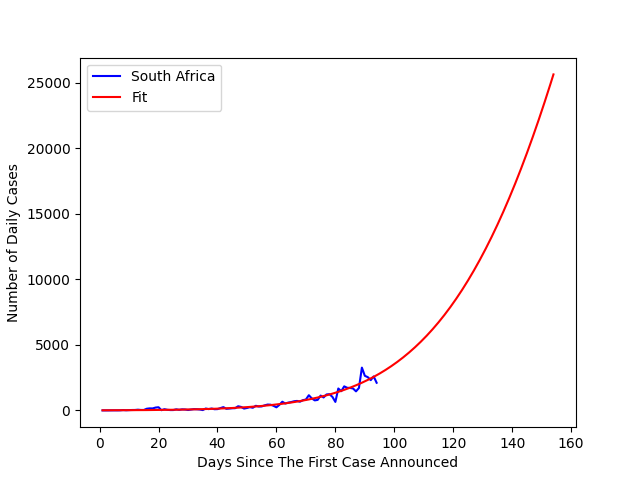 South Africa
Fit
25000
20000
15000
10000
5000
0
Number of Daily Cases
0 20 40 60 80 100 120 140 160
Days Since The First Case Announced